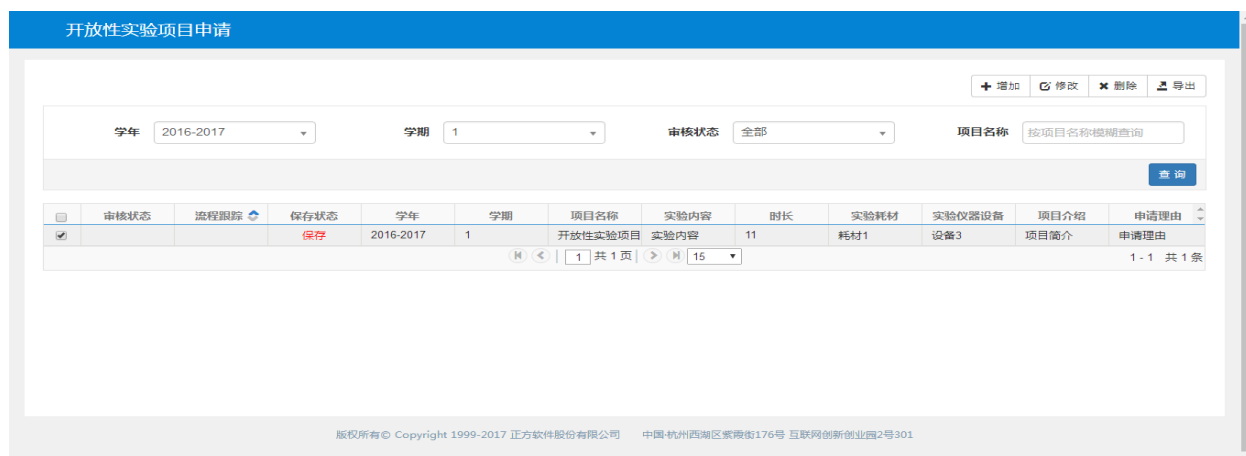 开放性实验项目申请
增加 修改 删除 导出
学年 2016-2017 学期 1 审核状态 全部 项目名称 按项目名称模糊查询
查 询
审核状态 流程跟踪 保存状态 学年 学期 项目名称 实验内容 时长 实验耗材 实验仪器设备 项目介绍 申请理由
保存 2016-2017 1 开放性实验项目 实验内容 11 耗材1 设备3 项目简介 申请理由
1 共 1 页 15 1 - 1 共 1 条
版权所有© Copyright 1999-2017 正方软件股份有限公司 中国·杭州西湖区紫霞街176号 互联网创新创业园2号301